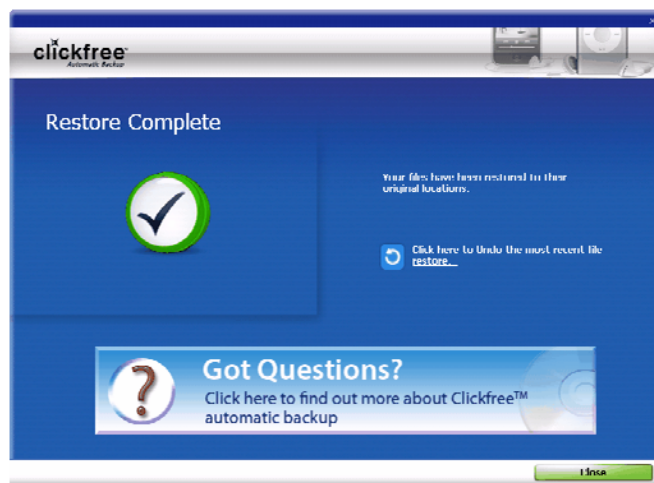 clickfree™
Automatic Backup
Restore Complete
Your files have been restored to their
original locations.
Click here to Undo the most recent file
restore.
?
Got Questions?
Click here to find out more about Clickfree™
automatic backup
Close